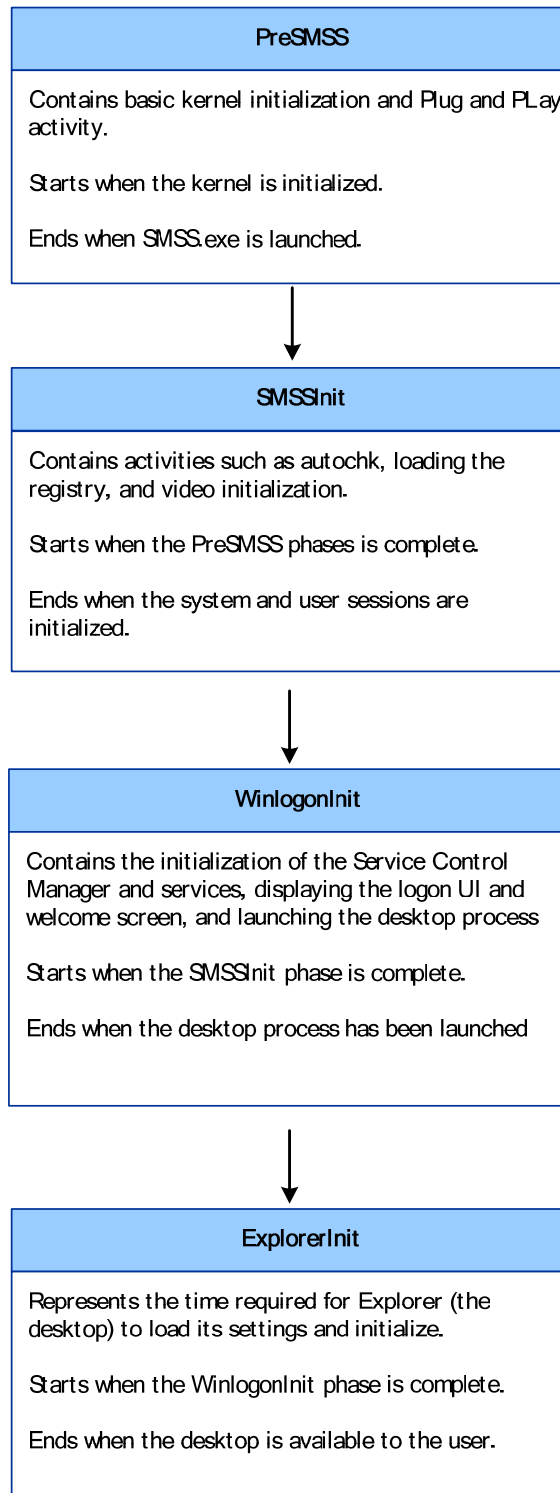 PreSMSS
Contains basic kernel initialization and Plug and PLay
activity.
Starts when the kernel is initialized.
Ends when SMSS.exe is launched.
SMSSInit
Contains activities such as autochk, loading the
registry, and video initialization.
Starts when the PreSMSS phases is complete.
Ends when the system and user sessions are
initialized.
WinlogonInit
Contains the initialization of the Service Control
Manager and services, displaying the logon UI and
welcome screen, and launching the desktop process
Starts when the SMSSInit phase is complete.
Ends when the desktop process has been launched
ExplorerInit
Represents the time required for Explorer (the
desktop) to load its settings and initialize.
Starts when the WinlogonInit phase is complete.
Ends when the desktop is available to the user.